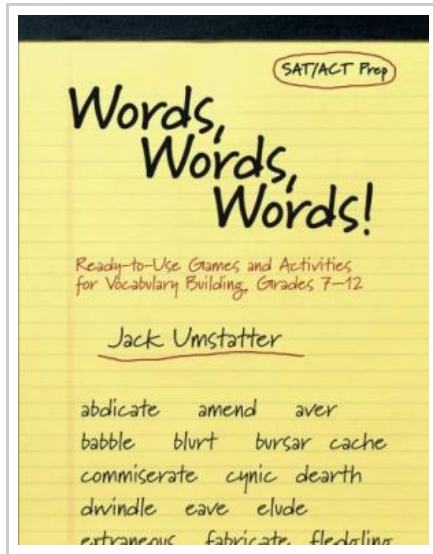 SAT/ACT Prep
Words,
Words,
Words!
Ready-to-Use Games and Activities
for Vocabulary Building, Grades 7–12
Jack Umstatter
abdicate amend aver
babble blurt bursar cache
commiserate cynic dearth
dwindle eave elude
extraneous fabricate fledgling